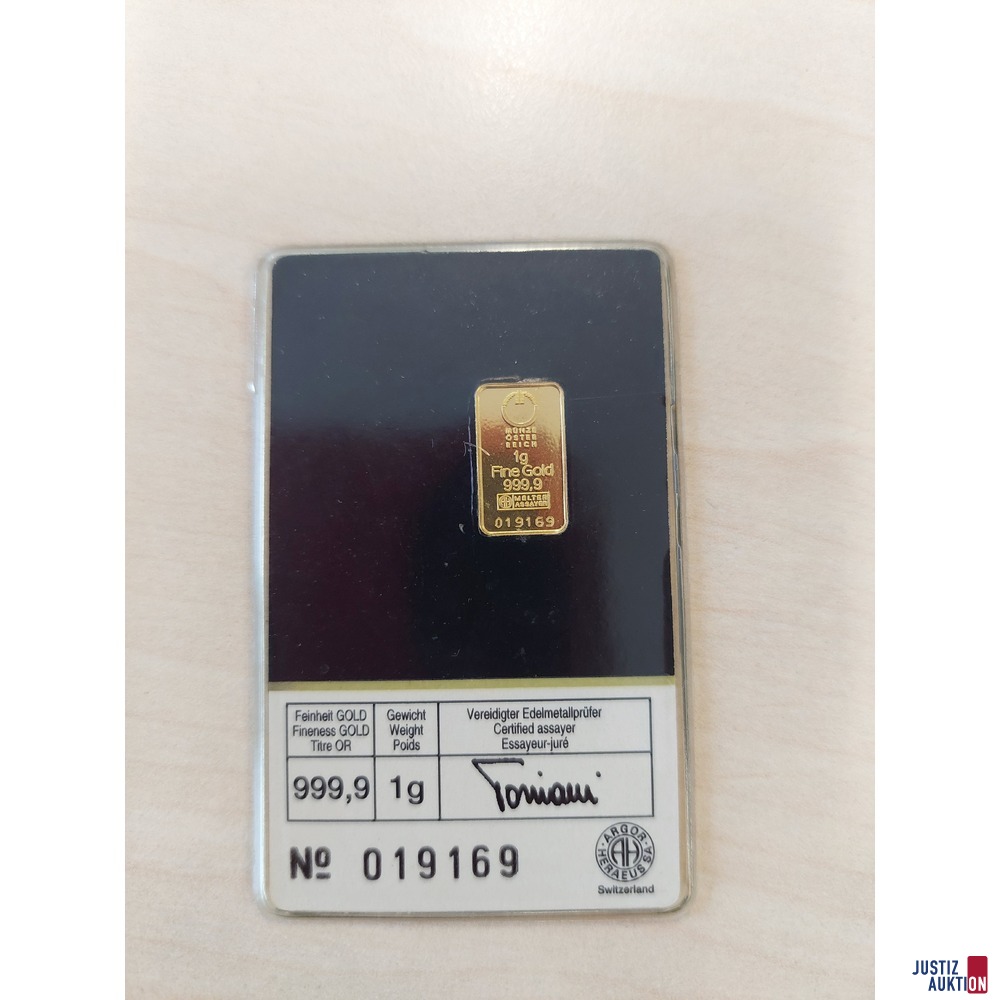 MÜNZE
ÖSTER
REICH
1g
Fine Gold
999,9
AH MELTER
ASSAYER
019169
Feinheit GOLD
Fineness GOLD
Titre OR
Gewicht
Weight
Poids
Vereidigter Edelmetallprüfer
Certified assayer
Essayeur-juré
999,9
1g
Nº 019169
·ARGOR·
AH
HERAEUS SA
Switzerland
JUSTIZ
AUKTION